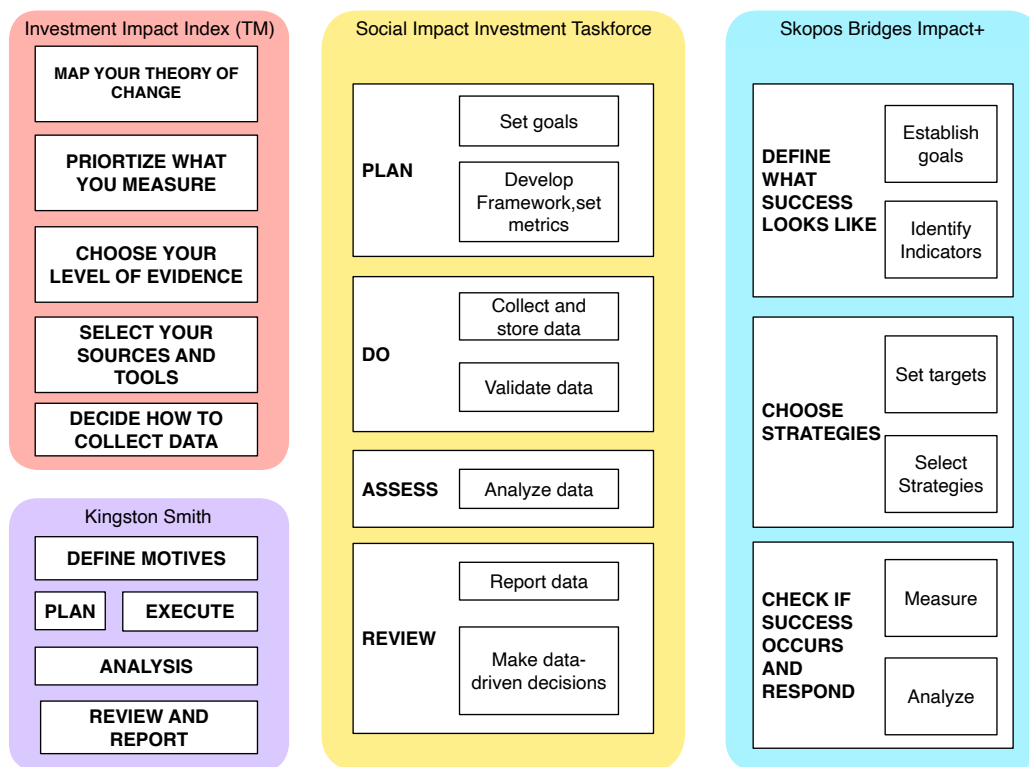 Investment Impact Index (TM)
MAP YOUR THEORY OF
CHANGE
PRIORTIZE WHAT
YOU MEASURE
CHOOSE YOUR
LEVEL OF EVIDENCE
SELECT YOUR
SOURCES AND
TOOLS
DECIDE HOW TO
COLLECT DATA
Kingston Smith
DEFINE MOTIVES
PLAN
EXECUTE
ANALYSIS
REVIEW AND
REPORT
Social Impact Investment Taskforce
PLAN
Set goals
Develop
Framework,set
metrics
DO
Collect and
store data
Validate data
ASSESS
Analyze data
REVIEW
Report data
Make data-
driven decisions
Skopos Bridges Impact+
DEFINE
WHAT
SUCCESS
LOOKS LIKE
Establish
goals
Identify
Indicators
CHOOSE
STRATEGIES
Set targets
Select
Strategies
CHECK IF
SUCCESS
OCCURS
AND
RESPOND
Measure
Analyze